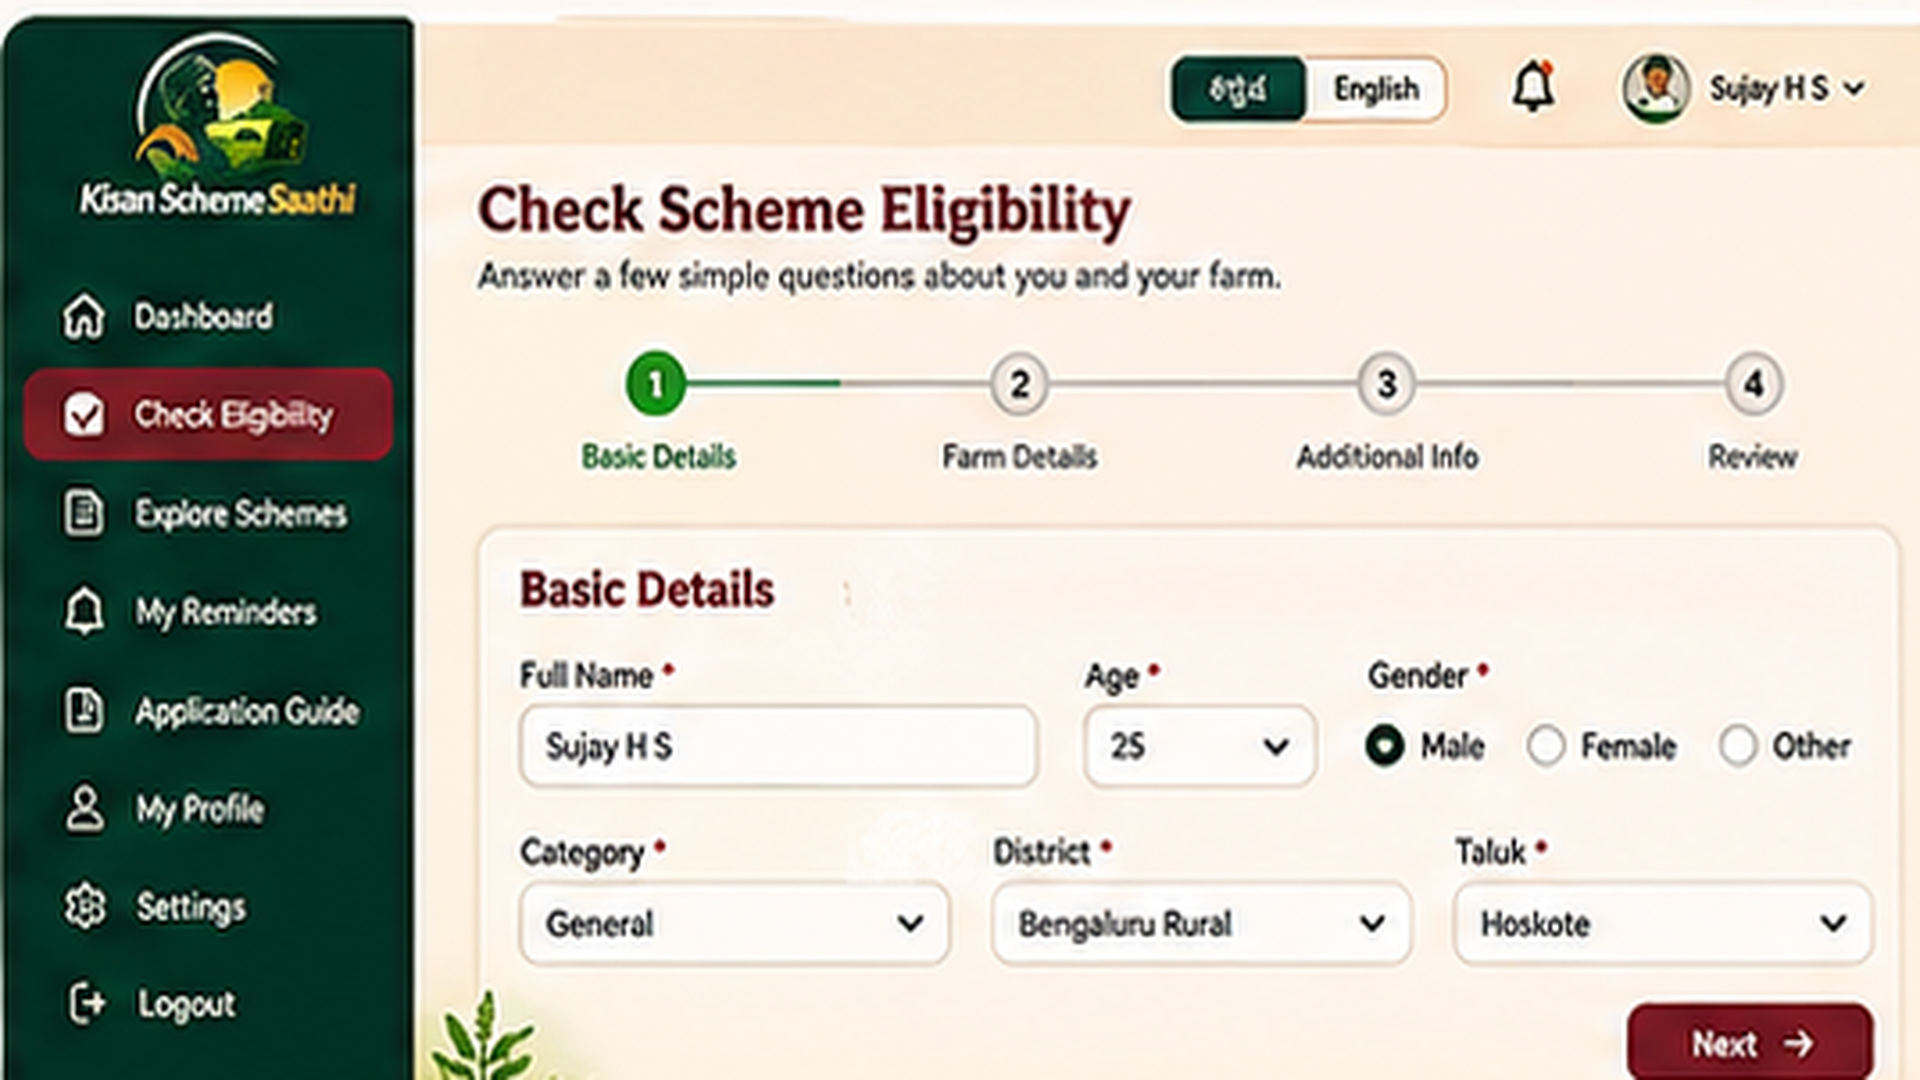 Kisan Scheme Saathi
Dashboard
Check Eligibility
Explore Schemes
My Reminders
Application Guide
My Profile
Settings
Logout
English
Sujay H S
Check Scheme Eligibility
Answer a few simple questions about you and your farm.
1 2 3 4
Basic Details Farm Details Additional Info Review
Basic Details
Full Name * Age * Gender *
Sujay H S 25 Male Female Other
Category * District * Taluk *
General Bengaluru Rural Hoskote
Next →